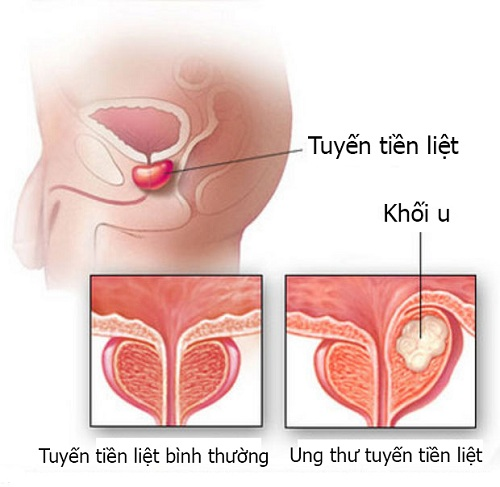 Tuyến tiền liệt
Khối u
Tuyến tiền liệt bình thường
Ung thư tuyến tiền liệt